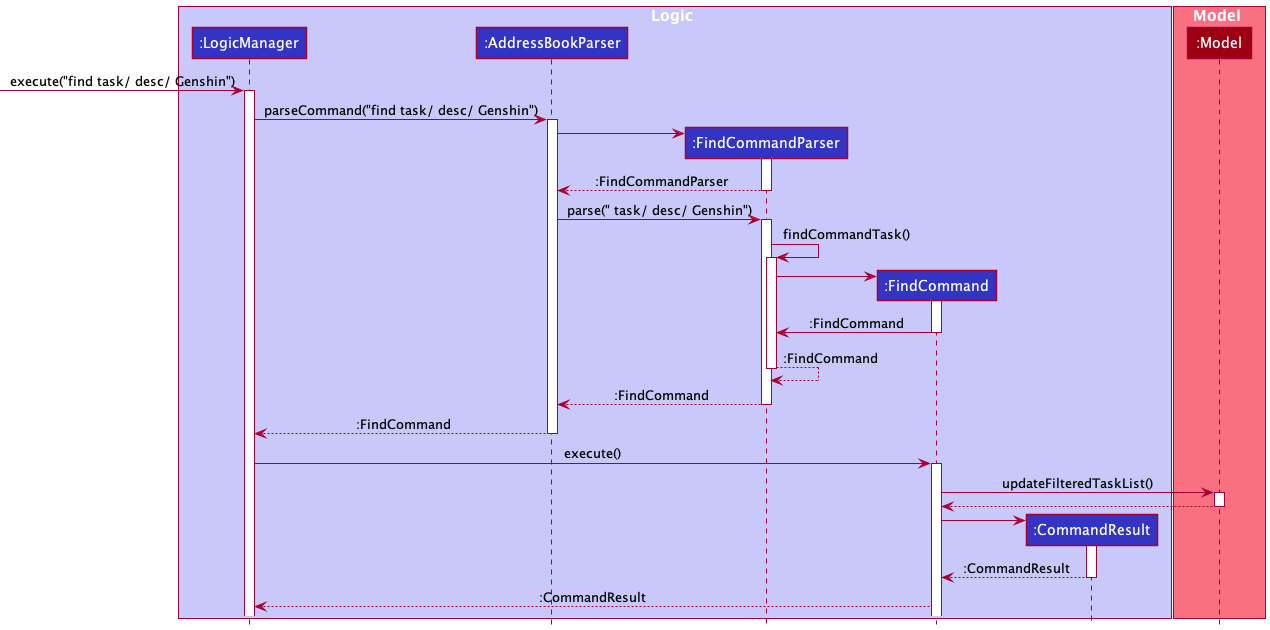 Logic
Model
:LogicManager
:AddressBookParser
:Model
execute("find task/ desc/ Genshin")
parseCommand("find task/ desc/ Genshin")
:FindCommandParser
:FindCommandParser
parse(" task/ desc/ Genshin")
findCommandTask()
:FindCommand
:FindCommand
:FindCommand
:FindCommand
:FindCommand
execute()
updateFilteredTaskList()
:CommandResult
:CommandResult
:CommandResult